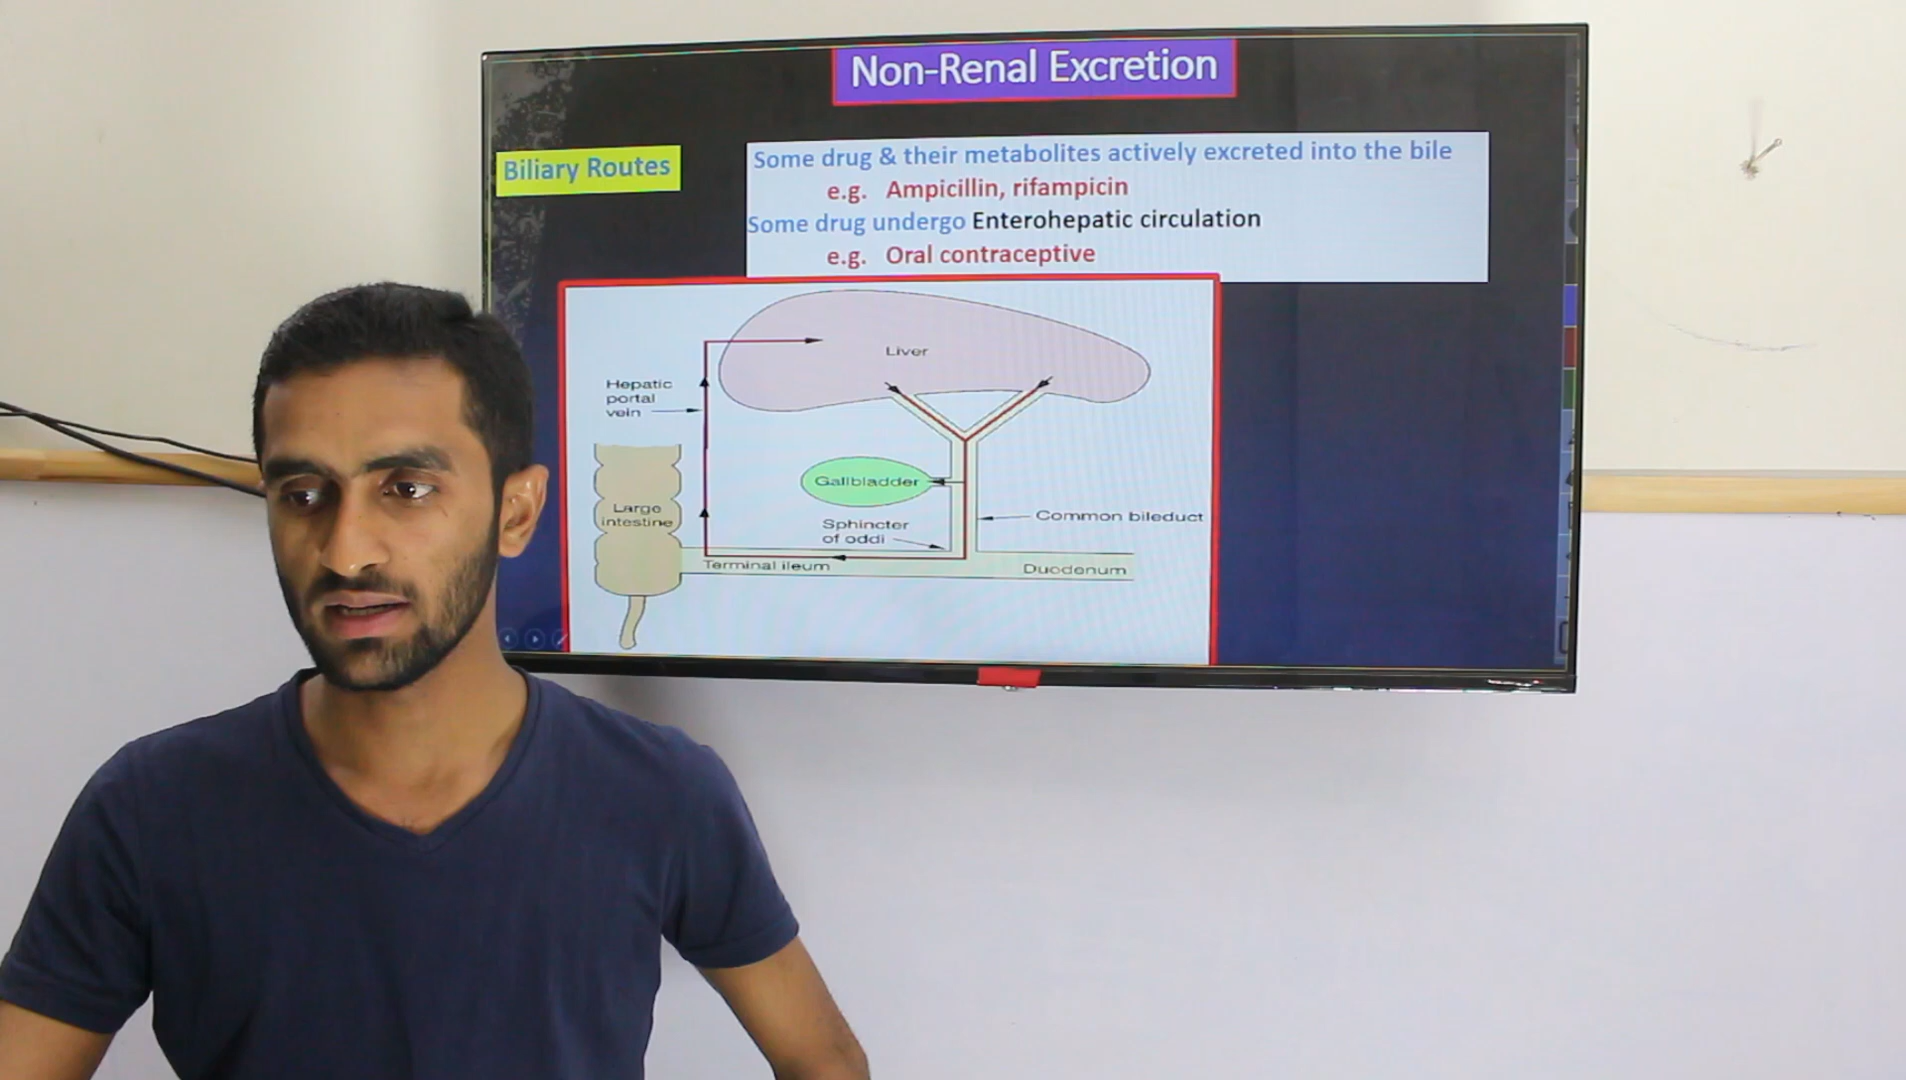 Non-Renal Excretion
Biliary Routes
Some drug & their metabolites actively excreted into the bile
e.g. Ampicillin, rifampicin
Some drug undergo Enterohepatic circulation
e.g. Oral contraceptive
Liver
Hepatic
portal
vein
Gallbladder
Large
intestine
Sphincter
of oddi
Common bileduct
Terminal ileum
Duodenum